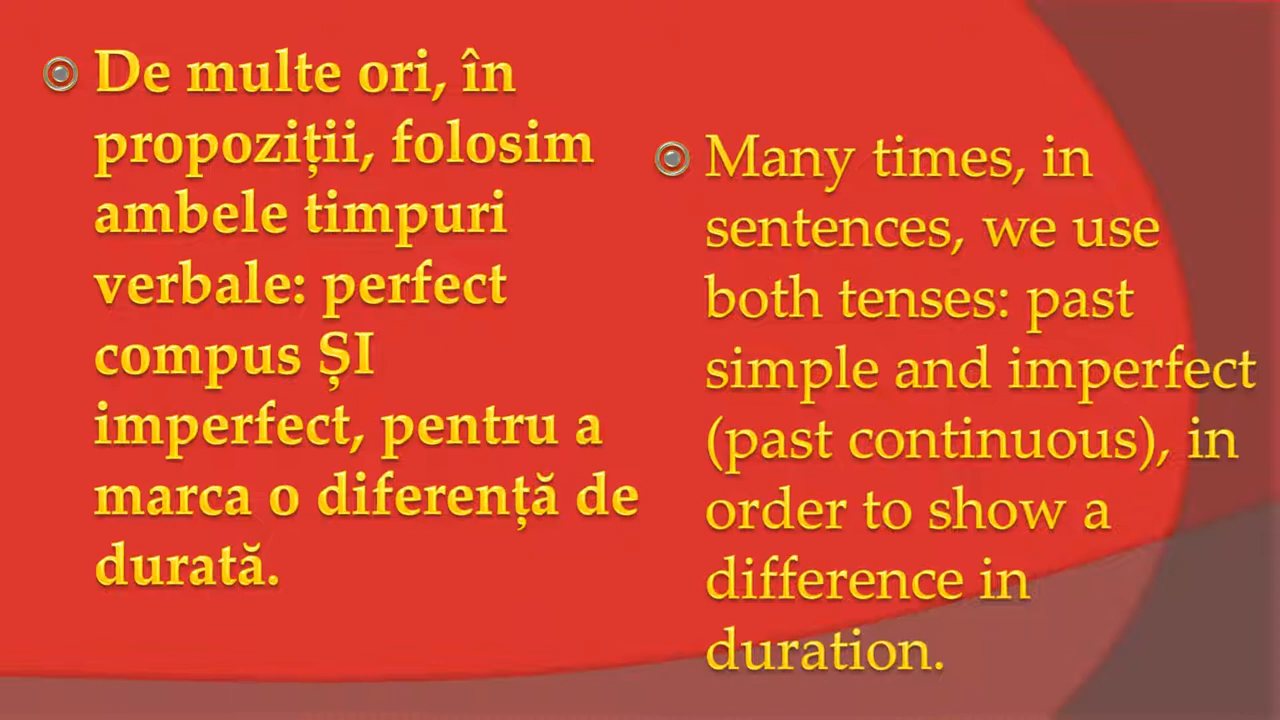 De multe ori, în
propoziții, folosim
ambele timpuri
verbale: perfect
compus ȘI
imperfect, pentru a
marca o diferență de
durată.
Many times, in
sentences, we use
both tenses: past
simple and imperfect
(past continuous), in
order to show a
difference in
duration.